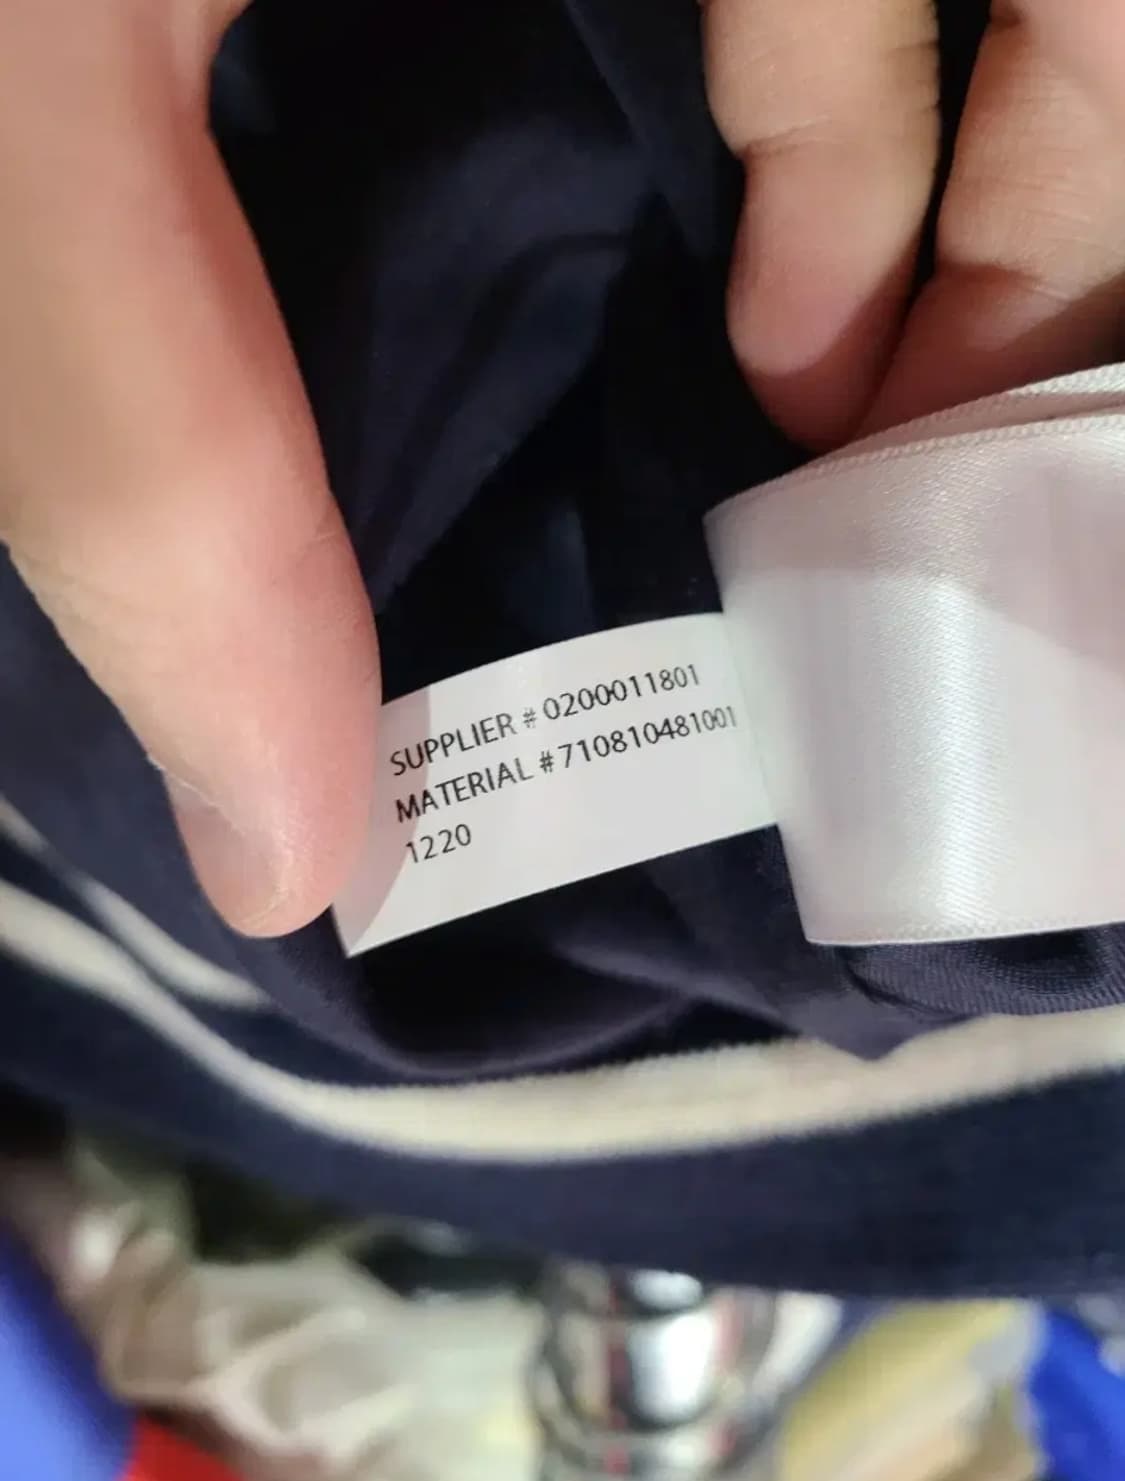 SUPPLIER # 0200011801
MATERIAL #710810481001
1220